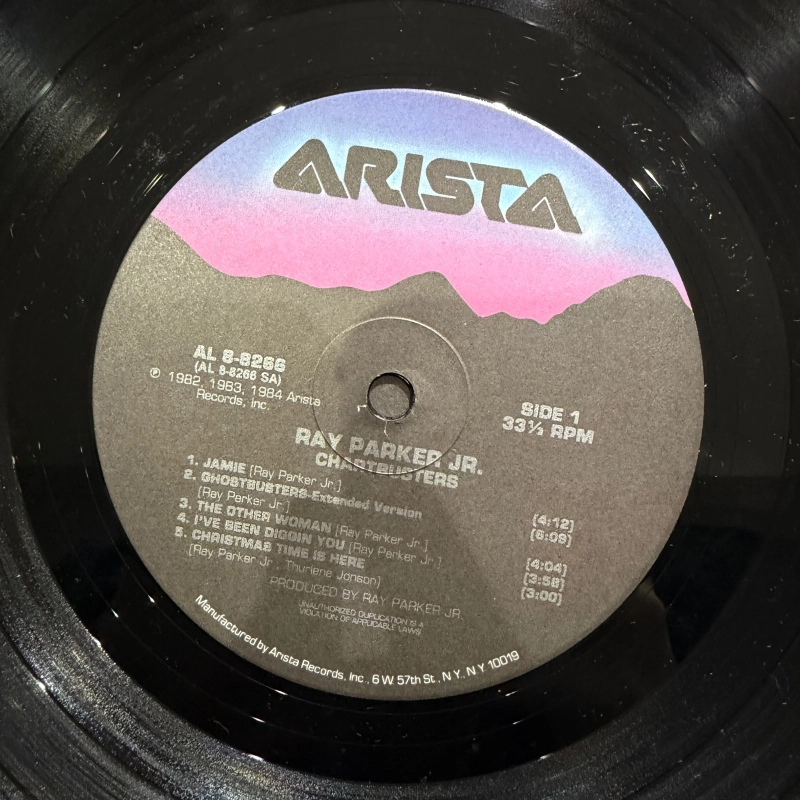 ARISTA
AL 8-8266
(AL 8-8266 SA)
℗ 1982, 1983, 1984 Arista
Records, Inc.
SIDE 1
33⅓ RPM
RAY PARKER JR.
CHARTBUSTERS
1. JAMIE [Ray Parker Jr.] [4:12]
2. GHOSTBUSTERS-Extended Version [6:09]
[Ray Parker Jr.]
3. THE OTHER WOMAN [Ray Parker Jr.] [4:04]
4. I'VE BEEN DIGGIN YOU [Ray Parker Jr.] [3:58]
5. CHRISTMAS TIME IS HERE [3:00]
[Ray Parker Jr., Thurlene Jonson]
PRODUCED BY RAY PARKER JR.
UNAUTHORIZED DUPLICATION IS A
VIOLATION OF APPLICABLE LAWS
Manufactured by Arista Records, Inc., 6 W. 57th St., N.Y., N.Y 10019